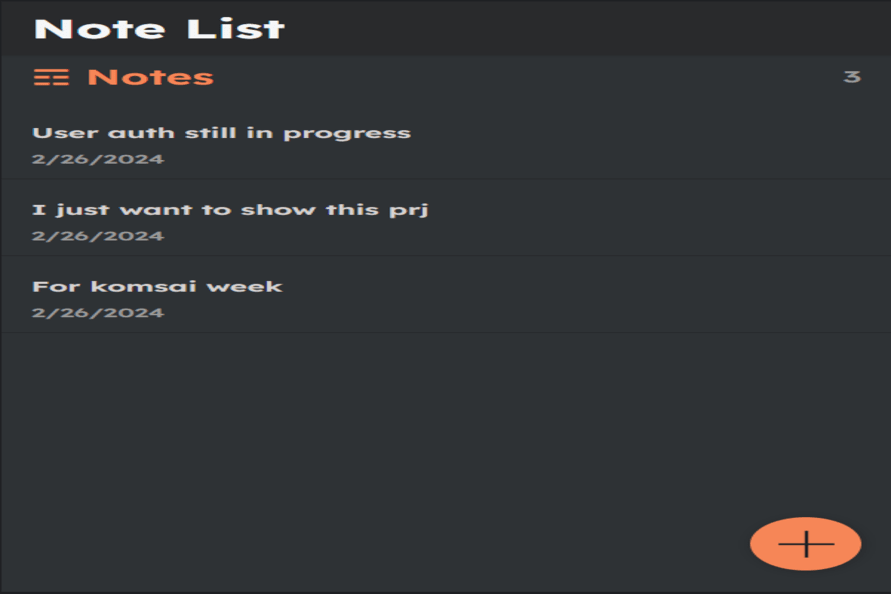 Note List
Notes 3
User auth still in progress
2/26/2024
I just want to show this prj
2/26/2024
For komsai week
2/26/2024